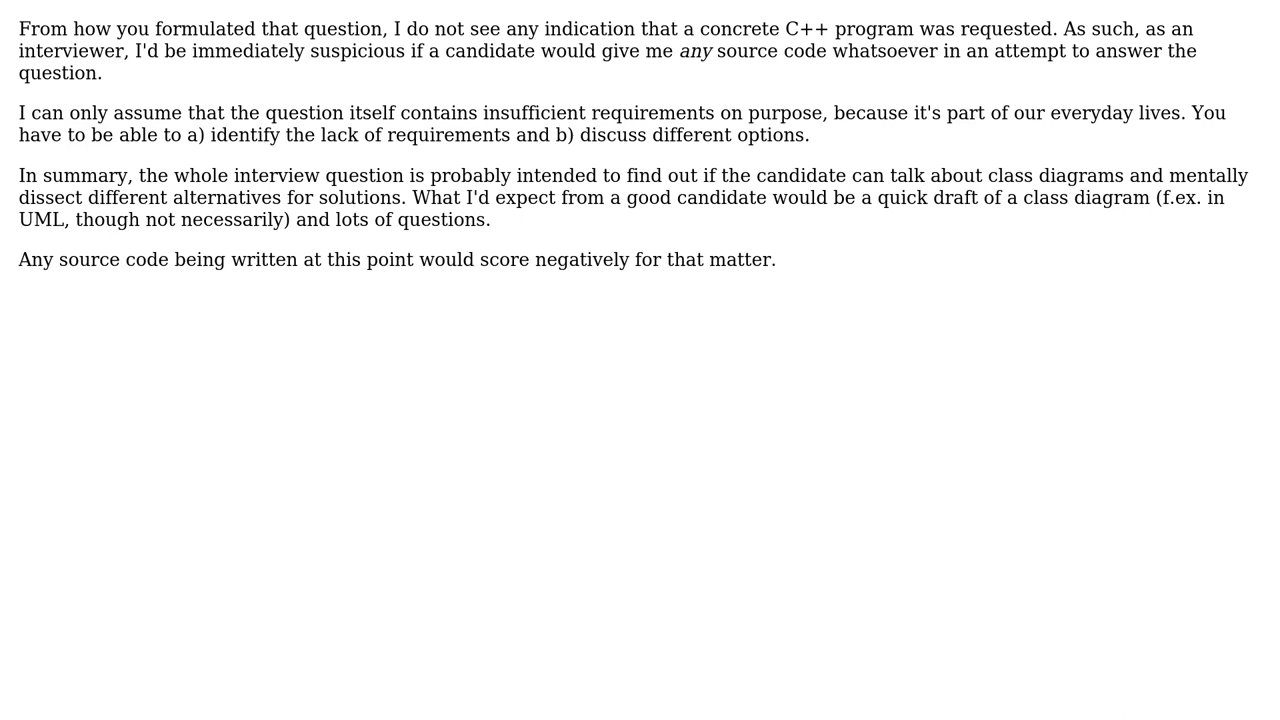 From how you formulated that question, I do not see any indication that a concrete C++ program was requested. As such, as an
interviewer, I'd be immediately suspicious if a candidate would give me any source code whatsoever in an attempt to answer the
question.
I can only assume that the question itself contains insufficient requirements on purpose, because it's part of our everyday lives. You
have to be able to a) identify the lack of requirements and b) discuss different options.
In summary, the whole interview question is probably intended to find out if the candidate can talk about class diagrams and mentally
dissect different alternatives for solutions. What I'd expect from a good candidate would be a quick draft of a class diagram (f.ex. in
UML, though not necessarily) and lots of questions.
Any source code being written at this point would score negatively for that matter.